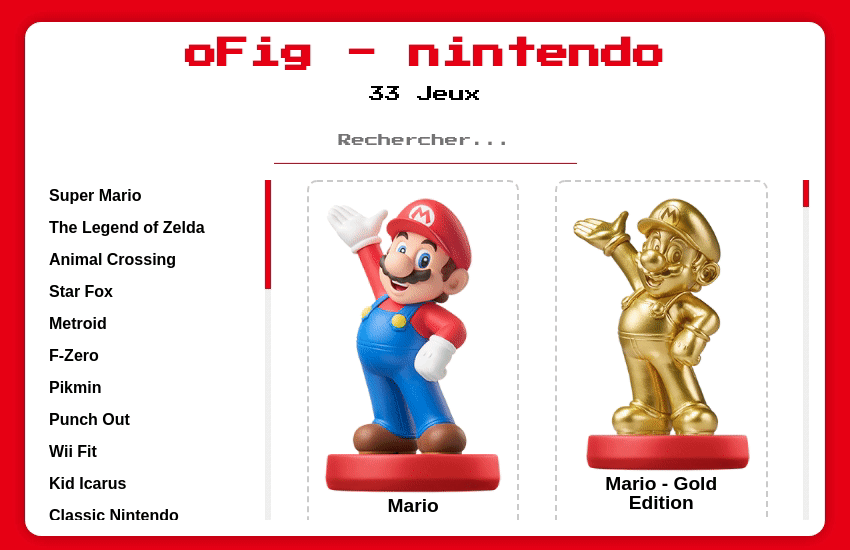 oFig - nintendo
33 Jeux
Rechercher...
Super Mario
The Legend of Zelda
Animal Crossing
Star Fox
Metroid
F-Zero
Pikmin
Punch Out
Wii Fit
Kid Icarus
Classic Nintendo
M
Mario
M
Mario - Gold
Edition